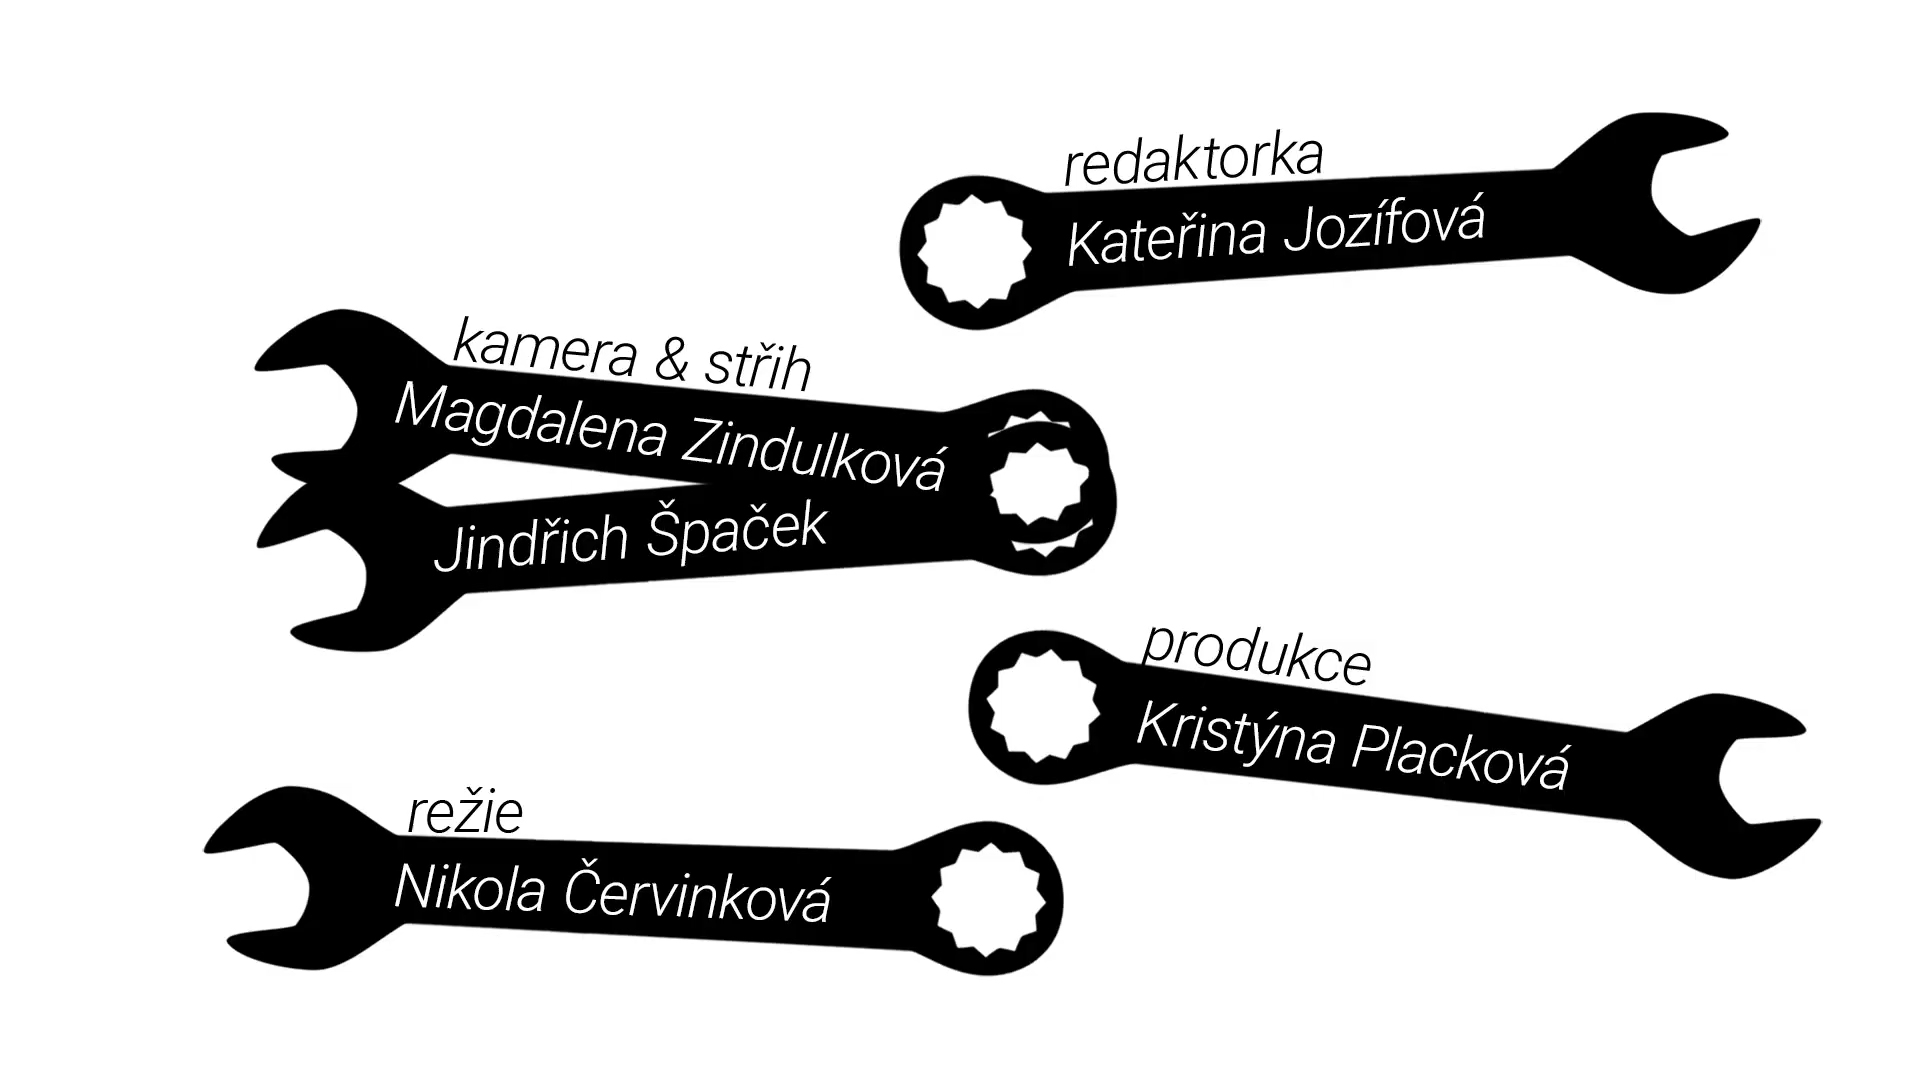 redaktorka
Kateřina Jozífová
kamera & střih
Magdalena Zindulková
Jindřich Špaček
produkce
Kristýna Placková
režie
Nikola Červinková